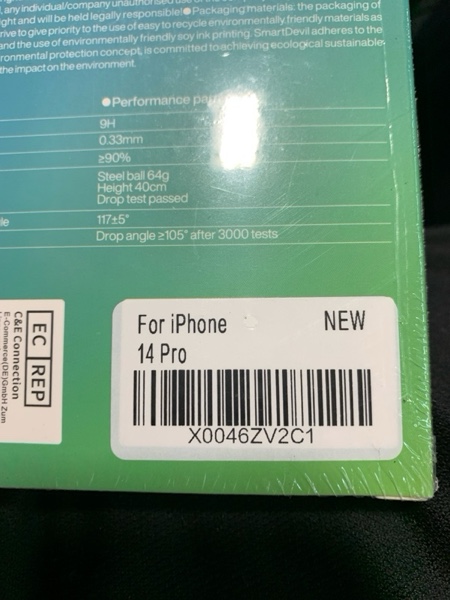 any individual/company unauthorised use of the
ght and will be held legally responsible!●Packaging materials: the packaging of
rive to give priority to the use of easy to recycle environmentally friendly materials as
and the use of environmentally friendly soy ink printing. SmartDevil adheres to the
ronmental protection concept, is committed to achieving ecological sustainable
the impact on the environment.
●Performance
9H
0.33mm
≥90%
Steel ball 64g
Height 40cm
Drop test passed
le 117±5°
Drop angle ≥105° after 3000 tests
EC REP
C&E Connection
E-Commerce(DE)GmbH Zum
For iPhone NEW
14 Pro
X0046ZV2C1